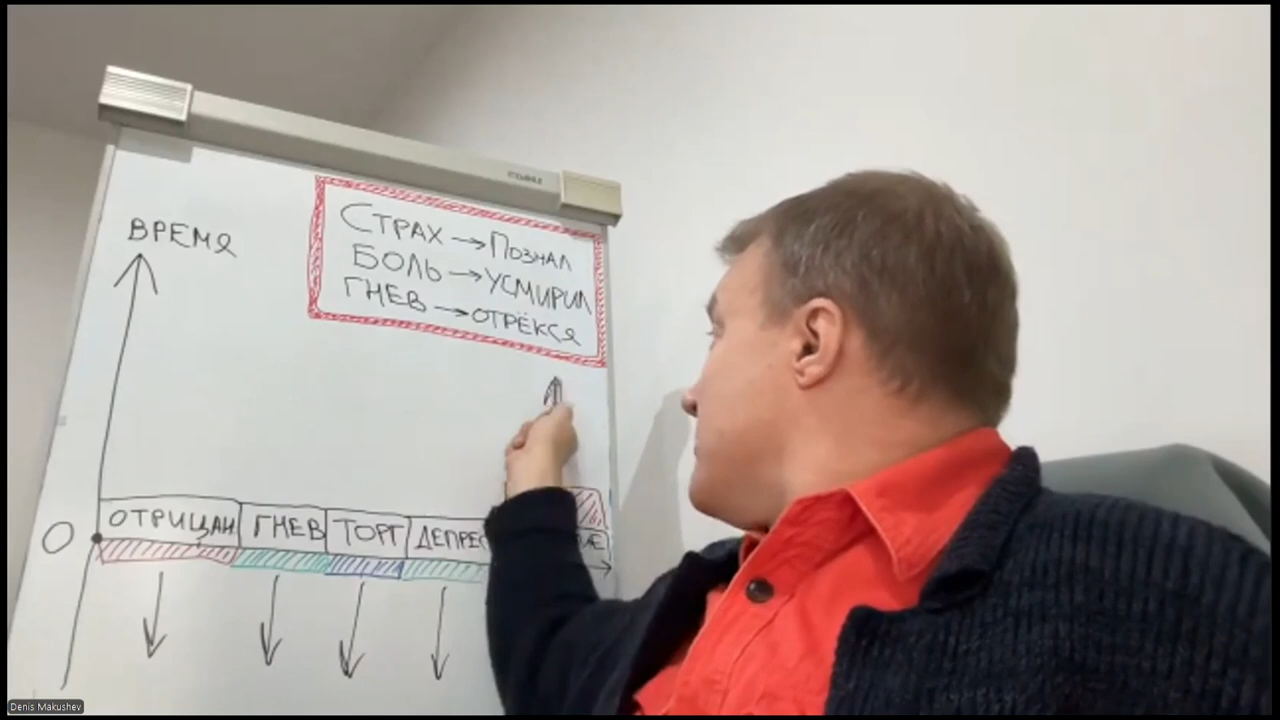 ВРЕМЯ
СТРАХ → ПОЗНАЛ
БОЛЬ → УСМИРИЛ
ГНЕВ → ОТРЁКСЯ
О
ОТРИЦАН
ГНЕВ
ТОРГ
ДЕПРЕС
Denis Makushev